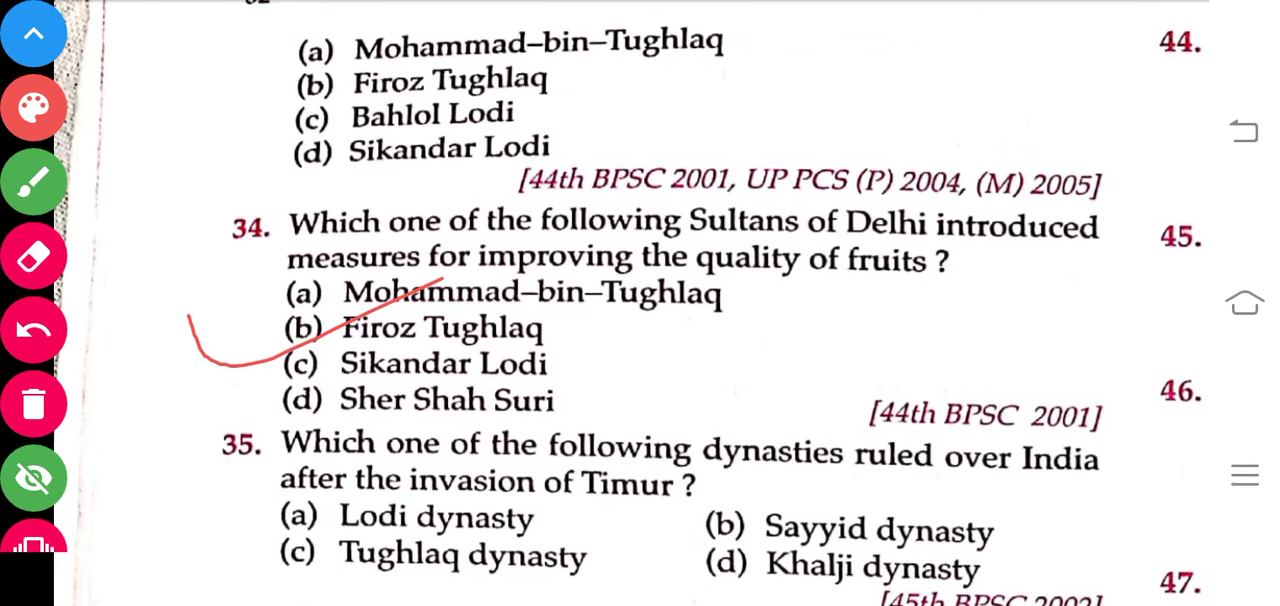 (a) Mohammad–bin–Tughlaq
(b) Firoz Tughlaq
(c) Bahlol Lodi
(d) Sikandar Lodi
[44th BPSC 2001, UP PCS (P) 2004, (M) 2005]
34. Which one of the following Sultans of Delhi introduced
measures for improving the quality of fruits ?
(a) Mohammad–bin–Tughlaq
(b) Firoz Tughlaq
(c) Sikandar Lodi
(d) Sher Shah Suri
[44th BPSC 2001]
35. Which one of the following dynasties ruled over India
after the invasion of Timur ?
(a) Lodi dynasty (b) Sayyid dynasty
(c) Tughlaq dynasty (d) Khalji dynasty
[45th BPSC 2002]
44.
45.
46.
47.